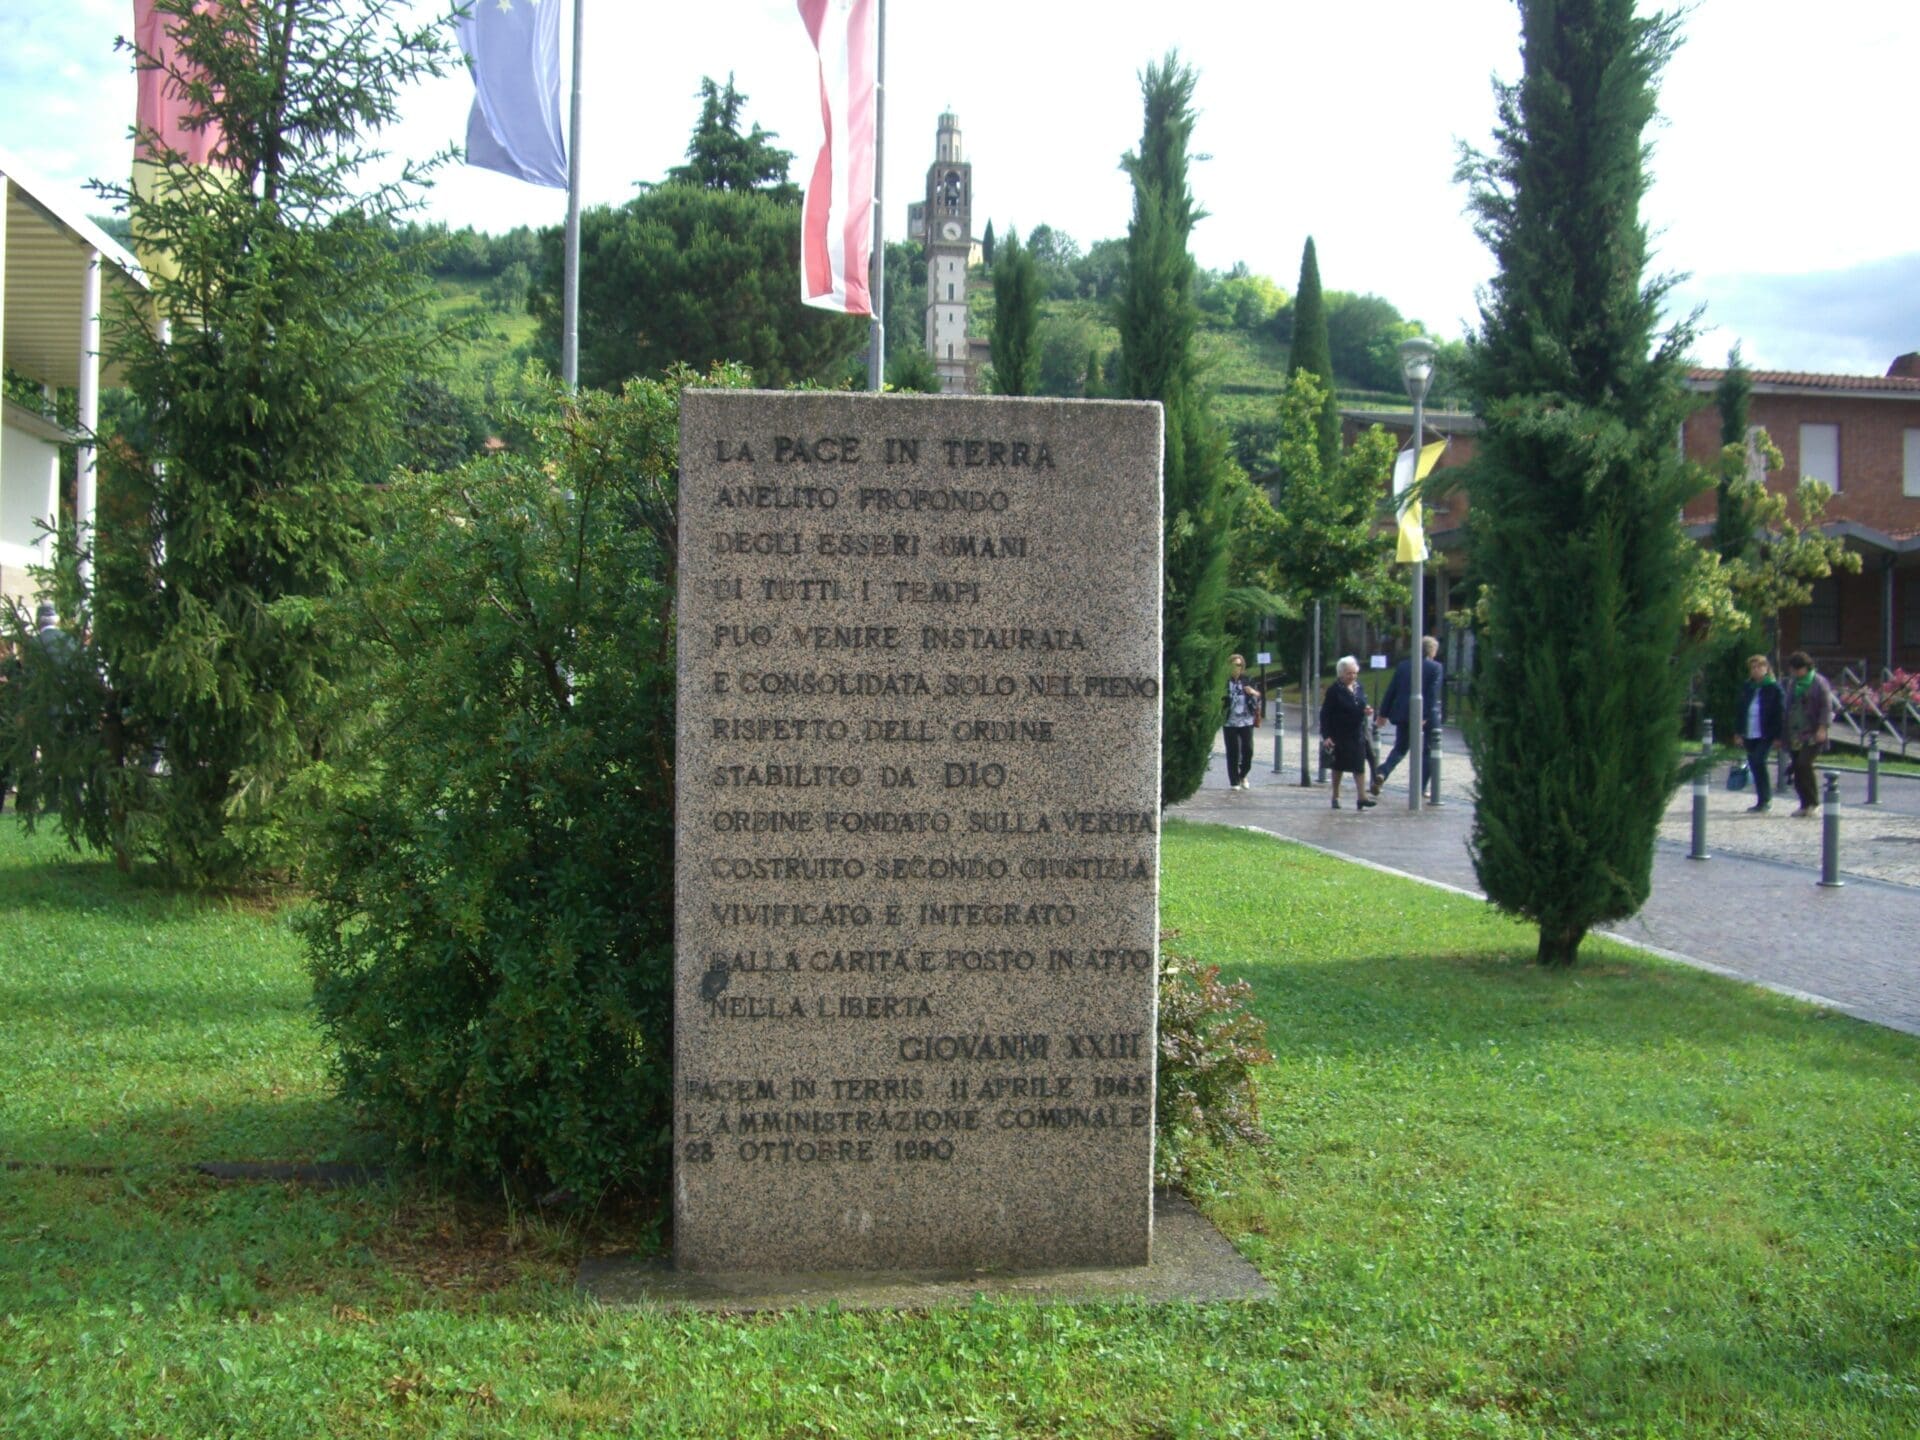 LA PACE IN TERRA
ANELITO PROFONDO
DEGLI ESSERI UMANI
DI TUTTI I TEMPI
PUO VENIRE INSTAURATA
E CONSOLIDATA SOLO NEL PIENO
RISPETTO DELL'ORDINE
STABILITO DA DIO
ORDINE FONDATO SULLA VERITA
COSTRUITO SECONDO GIUSTIZIA
VIVIFICATO E INTEGRATO
DALLA CARITA E POSTO IN ATTO
NELLA LIBERTA
GIOVANNI XXIII
PACEM IN TERRIS 11 APRILE 1963
L'AMMINISTRAZIONE COMUNALE
28 OTTOBRE 1990